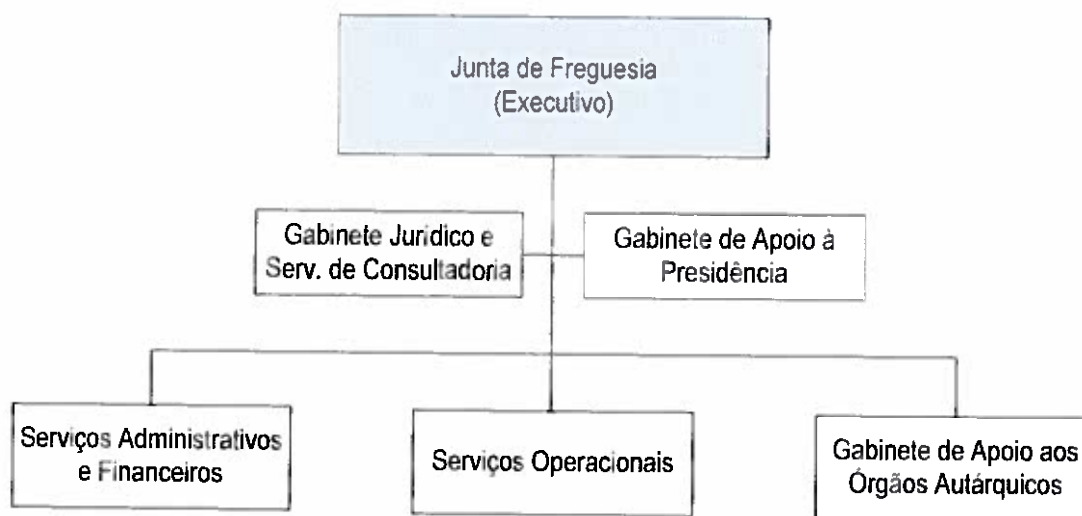 Junta de Freguesia
(Executivo)
Gabinete Jurídico e
Serv. de Consultadoria
Gabinete de Apoio à
Presidência
Serviços Administrativos
e Financeiros
Serviços Operacionais
Gabinete de Apoio aos
Órgãos Autárquicos